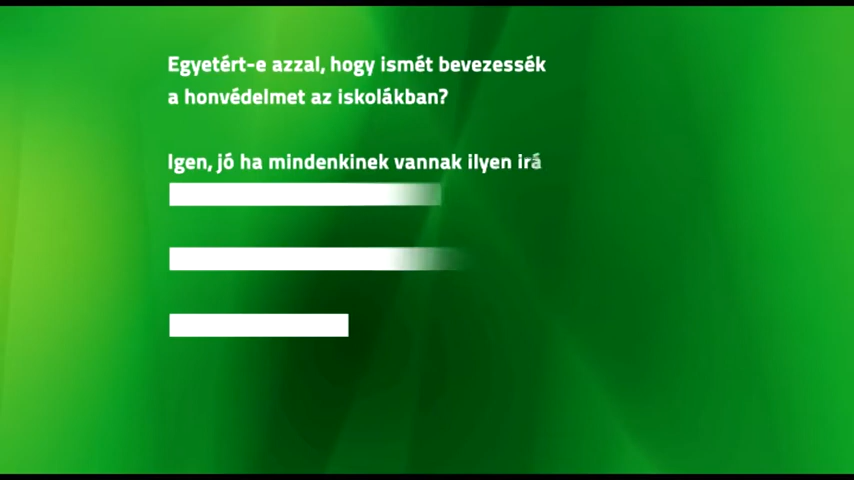 Egyetért-e azzal, hogy ismét bevezessék
a honvédelmet az iskolákban?
Igen, jó ha mindenkinek vannak ilyen irá